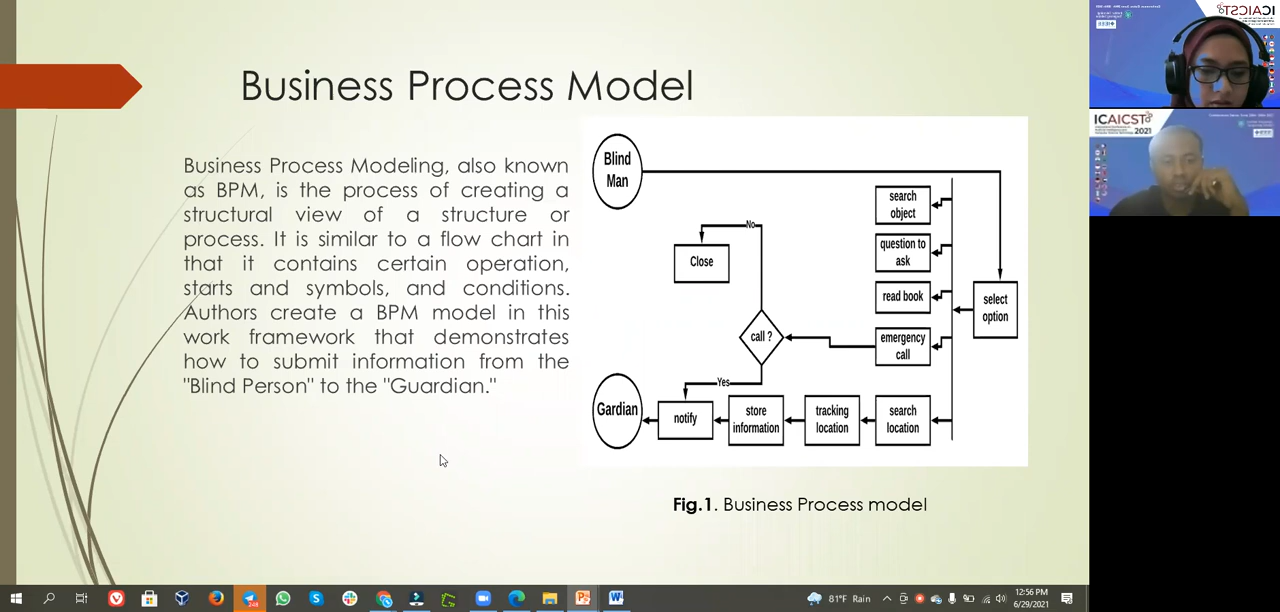 Business Process Model
Business Process Modeling, also known
as BPM, is the process of creating a
structural view of a structure or
process. It is similar to a flow chart in
that it contains certain operation,
starts and symbols, and conditions.
Authors create a BPM model in this
work framework that demonstrates
how to submit information from the
"Blind Person" to the "Guardian."
Blind
Man
search
object
No
question to
ask
Close
read book
select
option
call ?
emergency
call
Yes
Gardian
notify
store
information
tracking
location
search
location
Fig.1. Business Process model
ICAICST
ICAICST
2021
81°F Rain
12:56 PM
6/29/2021